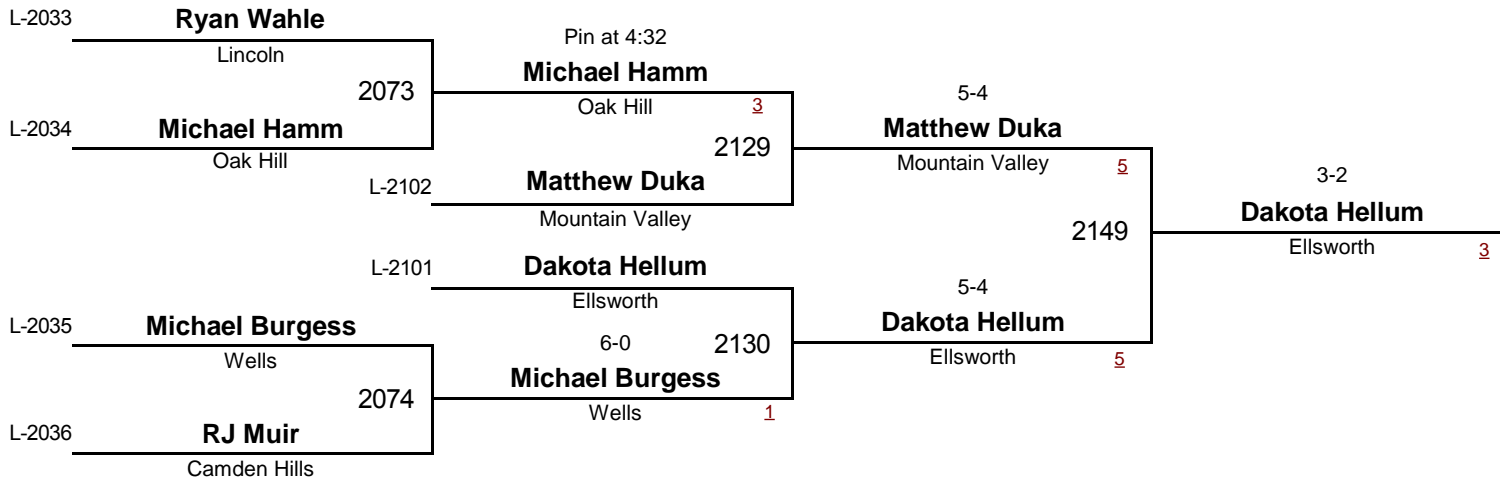 L-2033
Ryan Wahle
Lincoln
2073
L-2034
Michael Hamm
Oak Hill
Pin at 4:32
Michael Hamm
Oak Hill
3
2129
L-2102
Matthew Duka
Mountain Valley
5-4
Matthew Duka
Mountain Valley
5
2149
3-2
Dakota Hellum
Ellsworth
3
L-2101
Dakota Hellum
Ellsworth
2130
5-4
Dakota Hellum
Ellsworth
5
L-2035
Michael Burgess
Wells
2074
6-0
Michael Burgess
Wells
1
L-2036
RJ Muir
Camden Hills